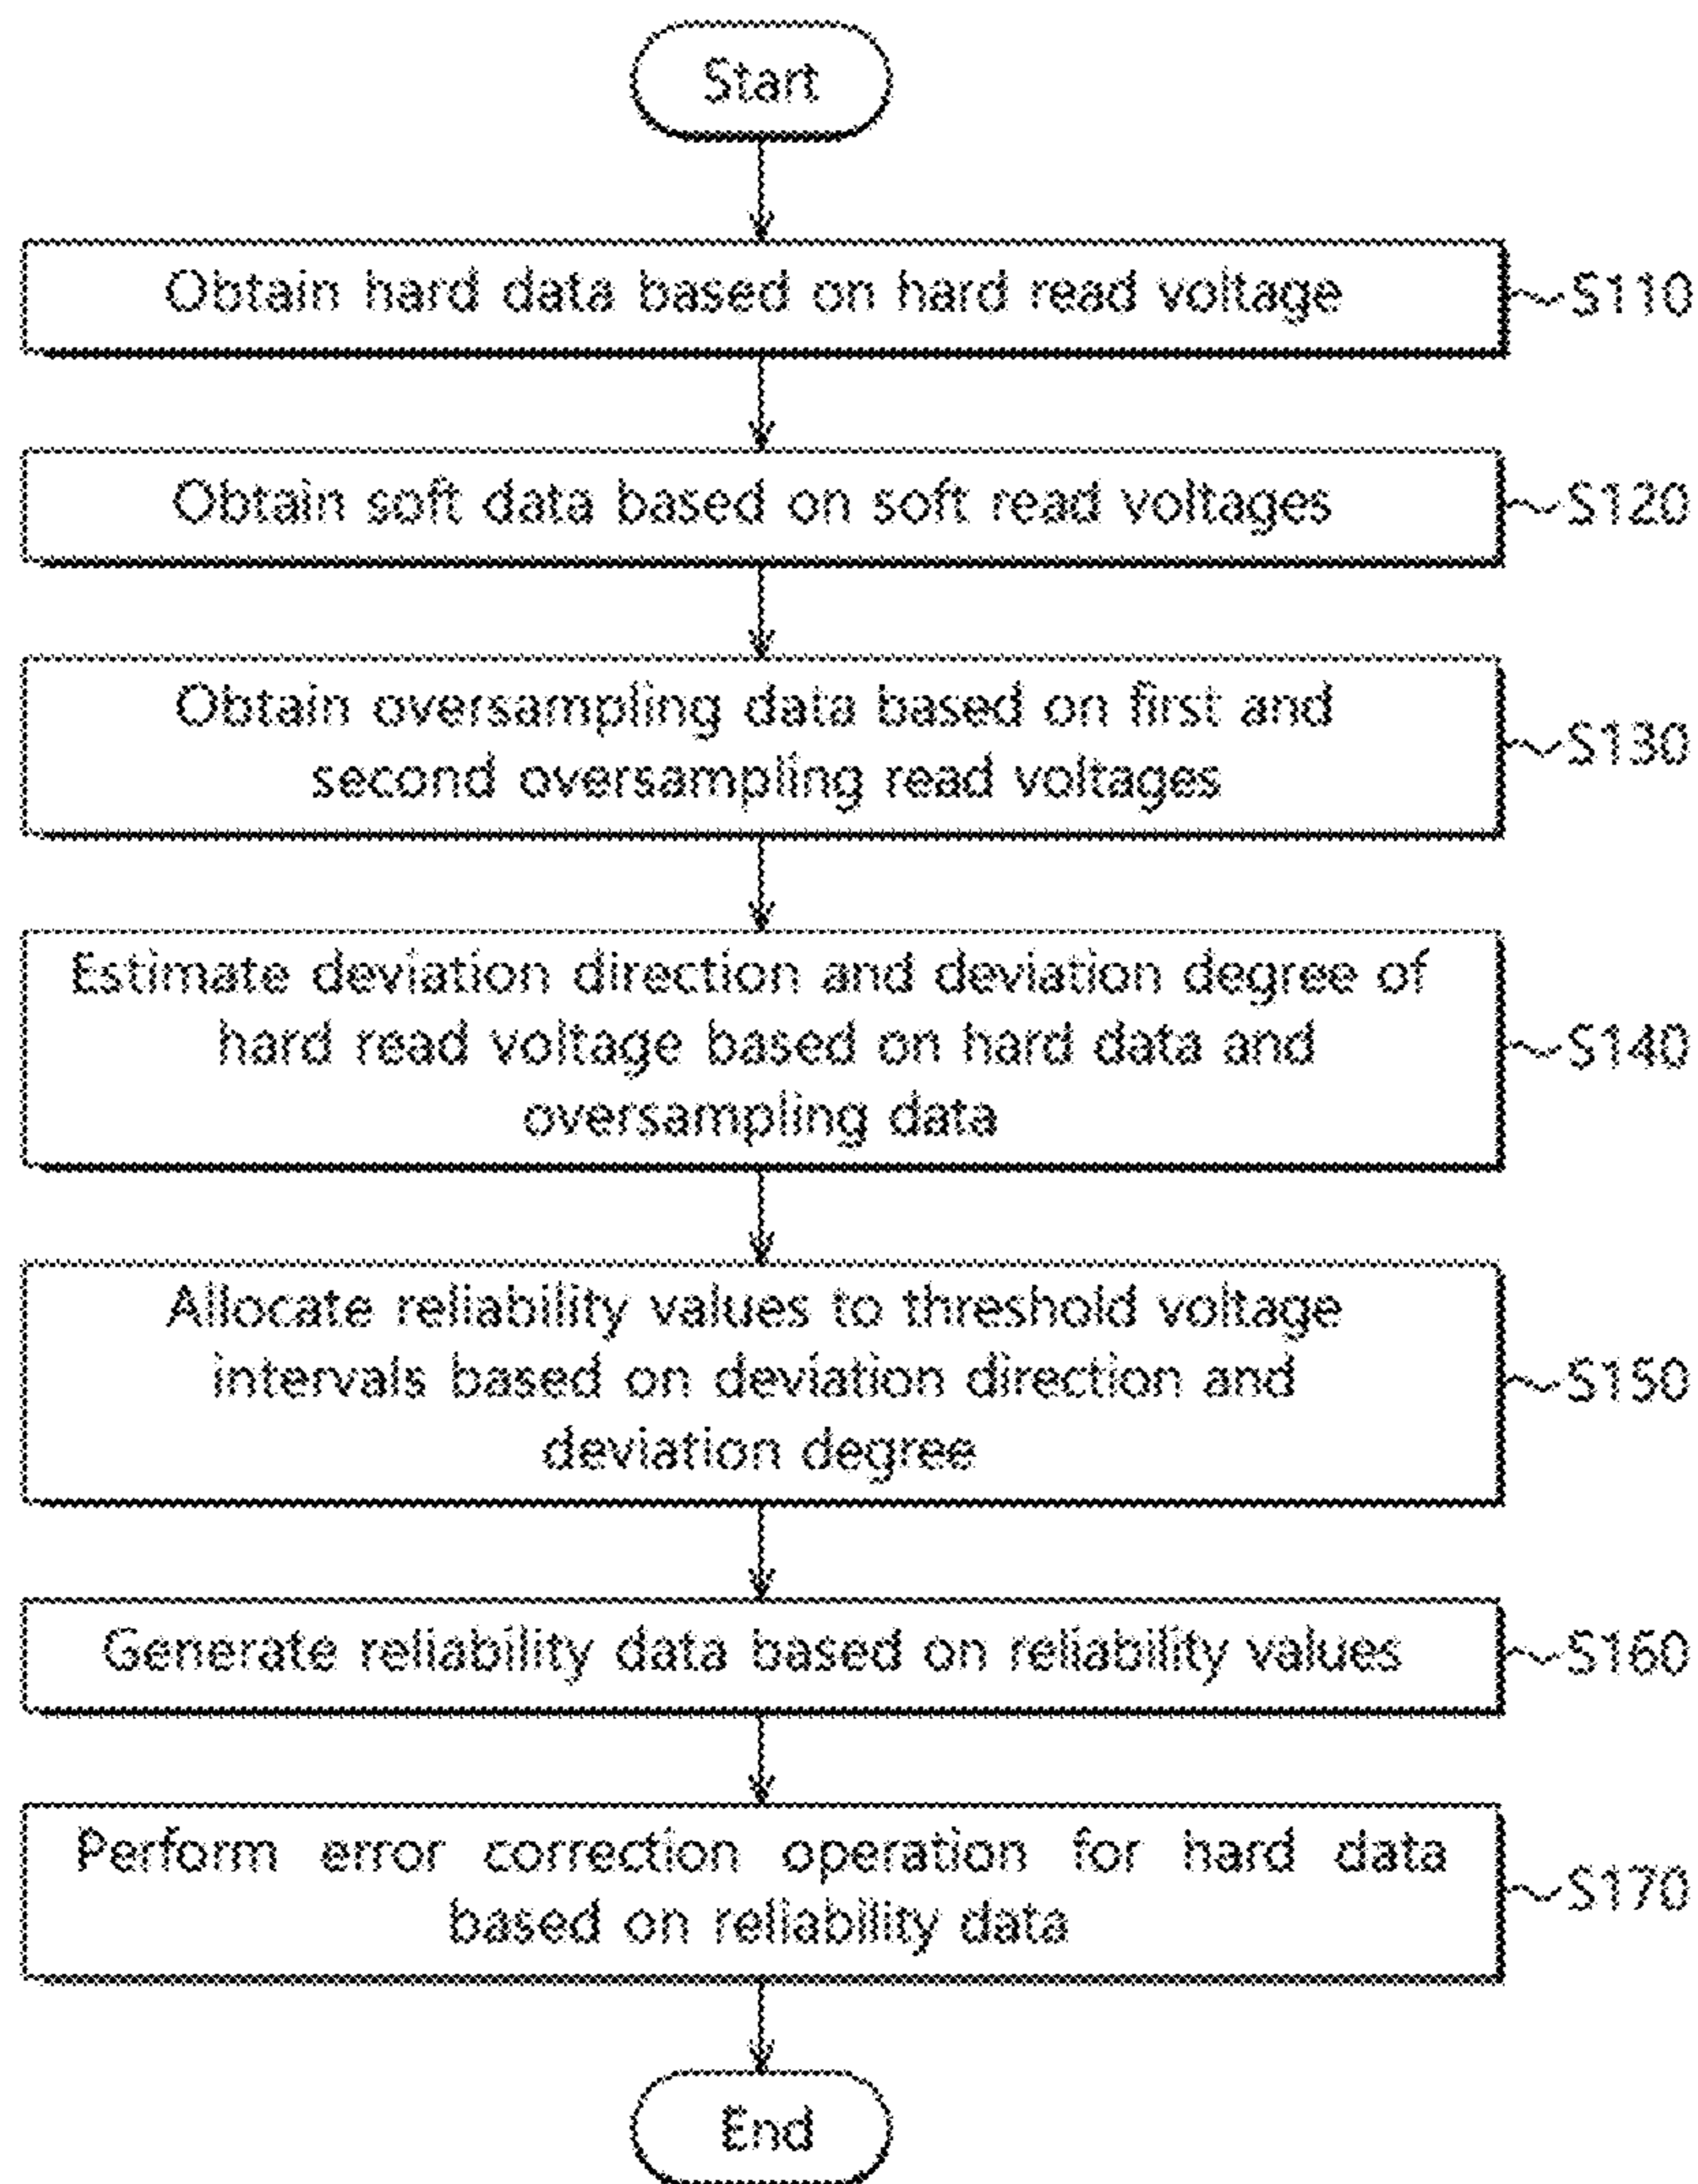 Start
Obtain hard data based on hard read voltage
S110
Obtain soft data based on soft read voltages
S120
Obtain oversampling data based on first and
second oversampling read voltages
S130
Estimate deviation direction and deviation degree of
hard read voltage based on hard data and
oversampling data
S140
Allocate reliability values to threshold voltage
intervals based on deviation direction and
deviation degree
S150
Generate reliability data based on reliability values
S160
Perform error correction operation for hard data
based on reliability data
S170
End